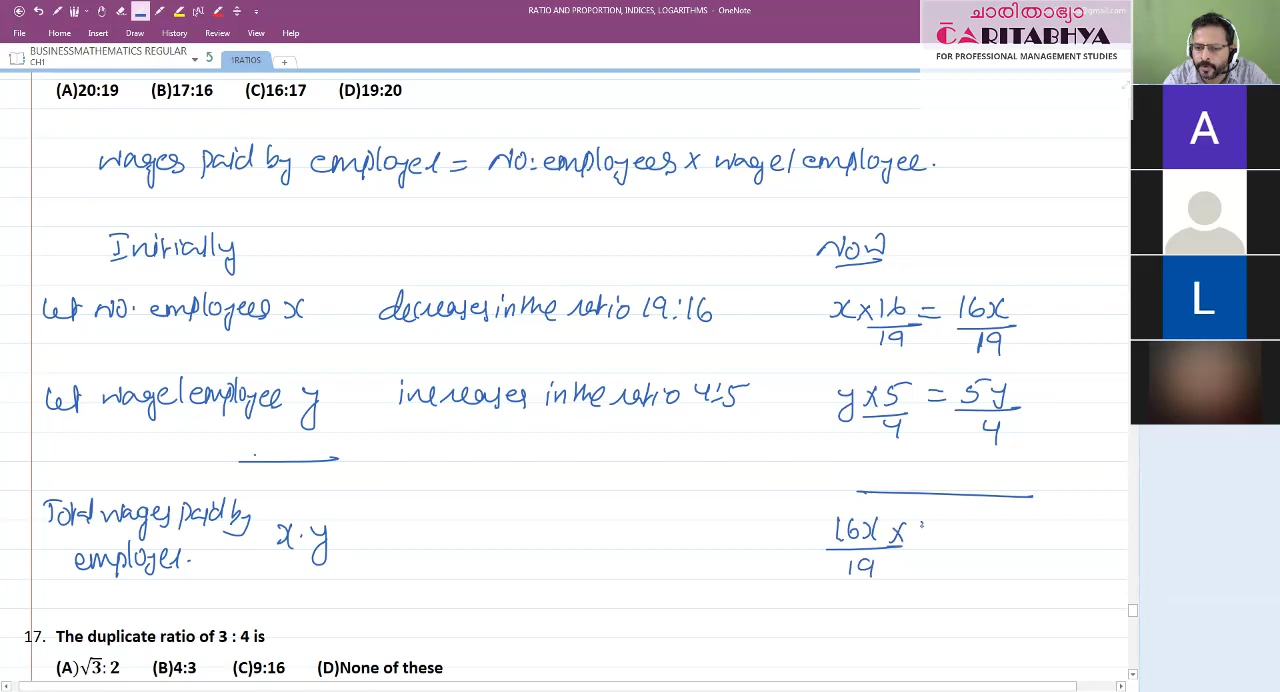 RATIO AND PROPORTION, INDICES, LOGARITHMS - OneNote
ചാരിതാഭ്യാ
CARITABHYA
FOR PROFESSIONAL MANAGEMENT STUDIES
File Home Insert Draw History Review View Help
BUSINESSMATHEMATICS REGULAR
CH1
1RATIOS
(A)20:19 (B)17:16 (C)16:17 (D)19:20
wages paid by employer = No: employees x wage/employee.
Initially Now
Let No. employees x decreases in the ratio 19:16 x × 16/19 = 16x/19
Let wage/employee y increases in the ratio 4:5 y × 5/4 = 5y/4
Total wages paid by
employer. x . y 16x/19 ×
17. The duplicate ratio of 3 : 4 is
(A)√3: 2 (B)4:3 (C)9:16 (D)None of these
A
L